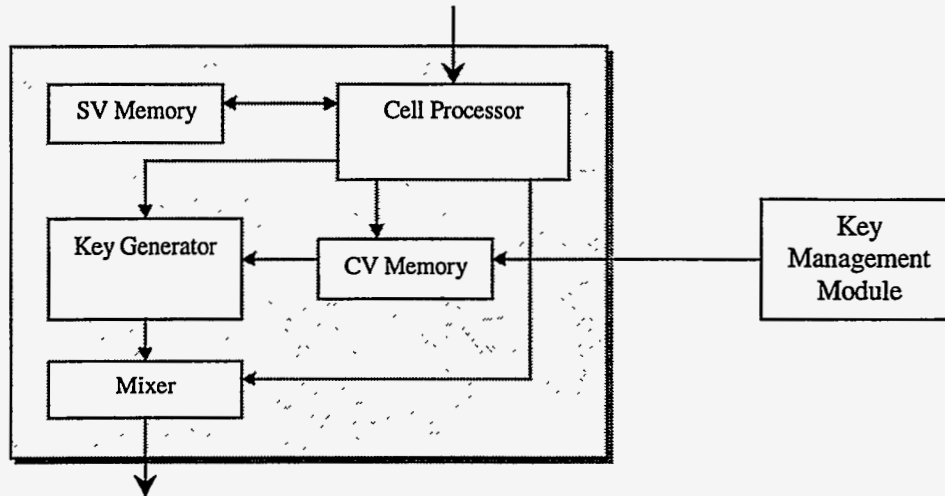 SV Memory
Cell Processor
Key Generator
CV Memory
Key
Management
Module
Mixer